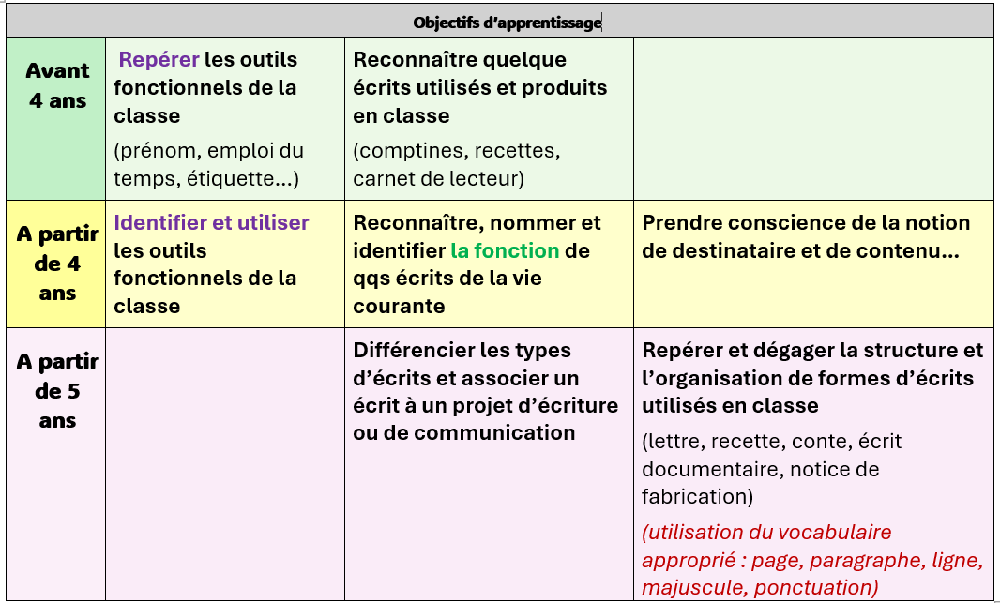 Objectifs d’apprentissage
Avant
4 ans
Repérer les outils
fonctionnels de la
classe
(prénom, emploi du
temps, étiquette...)
Reconnaître quelque
écrits utilisés et produits
en classe
(comptines, recettes,
carnet de lecteur)
A partir
de 4
ans
Identifier et utiliser
les outils
fonctionnels de la
classe
Reconnaître, nommer et
identifier la fonction de
qqs écrits de la vie
courante
Prendre conscience de la notion
de destinataire et de contenu...
A partir
de 5
ans
Différencier les types
d’écrits et associer un
écrit à un projet d’écriture
ou de communication
Repérer et dégager la structure et
l’organisation de formes d’écrits
utilisés en classe
(lettre, recette, conte, écrit
documentaire, notice de
fabrication)
(utilisation du vocabulaire
approprié : page, paragraphe, ligne,
majuscule, ponctuation)